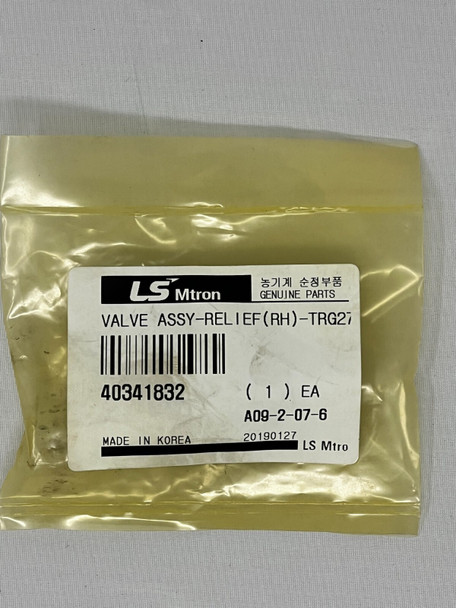 LS Mtron 농기계 순정부품
GENUINE PARTS
VALVE ASSY-RELIEF(RH)-TRG27
40341832 ( 1 ) EA
A09-2-07-6
MADE IN KOREA 20190127
LS Mtro